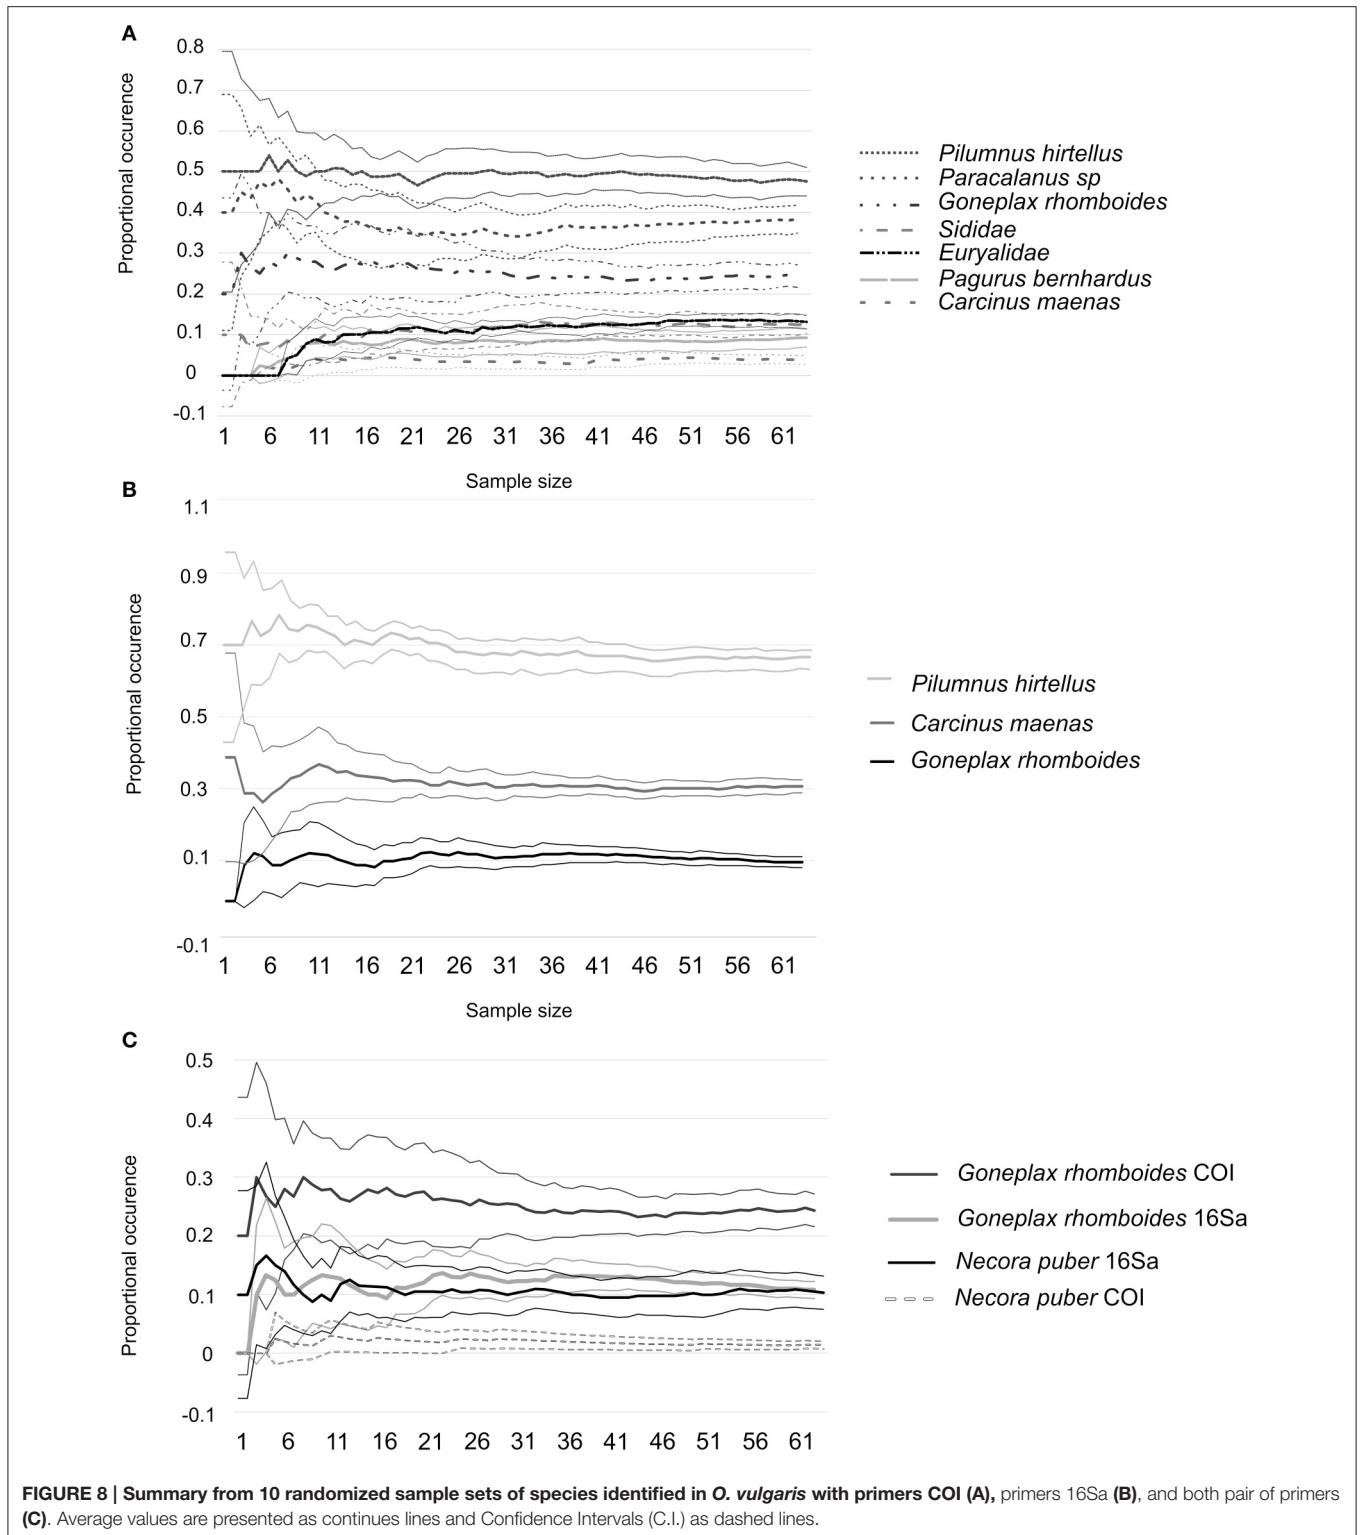 A
Proportional occurence
0.8
0.7
0.6
0.5
0.4
0.3
0.2
0.1
0
-0.1
1 6 11 16 21 26 31 36 41 46 51 56 61
Sample size
Pilumnus hirtellus
Paracalanus sp
Goneplax rhomboides
Sididae
Euryalidae
Pagurus bernhardus
Carcinus maenas
B
Proportional occurence
1.1
0.9
0.7
0.5
0.3
0.1
-0.1
1 6 11 16 21 26 31 36 41 46 51 56 61
Sample size
Pilumnus hirtellus
Carcinus maenas
Goneplax rhomboides
C
Proportional occurence
0.5
0.4
0.3
0.2
0.1
0
-0.1
1 6 11 16 21 26 31 36 41 46 51 56 61
Goneplax rhomboides COI
Goneplax rhomboides 16Sa
Necora puber 16Sa
Necora puber COI
FIGURE 8 | Summary from 10 randomized sample sets of species identified in O. vulgaris with primers COI (A), primers 16Sa (B), and both pair of primers
(C). Average values are presented as continues lines and Confidence Intervals (C.I.) as dashed lines.